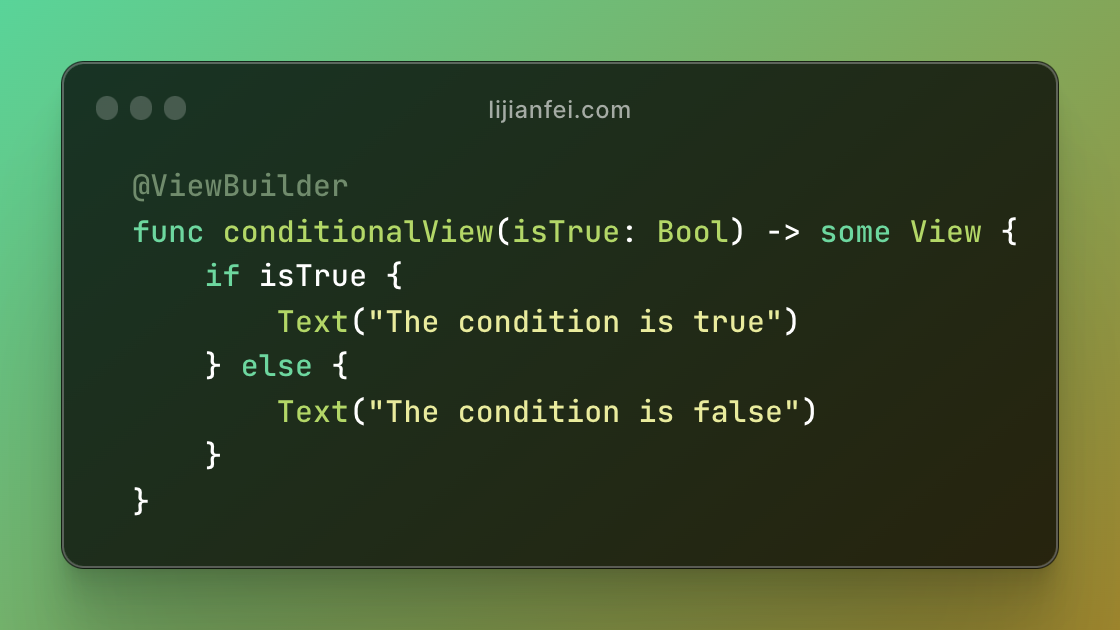 lijianfei.com
@ViewBuilder
func conditionalView(isTrue: Bool) -> some View {
    if isTrue {
        Text("The condition is true")
    } else {
        Text("The condition is false")
    }
}